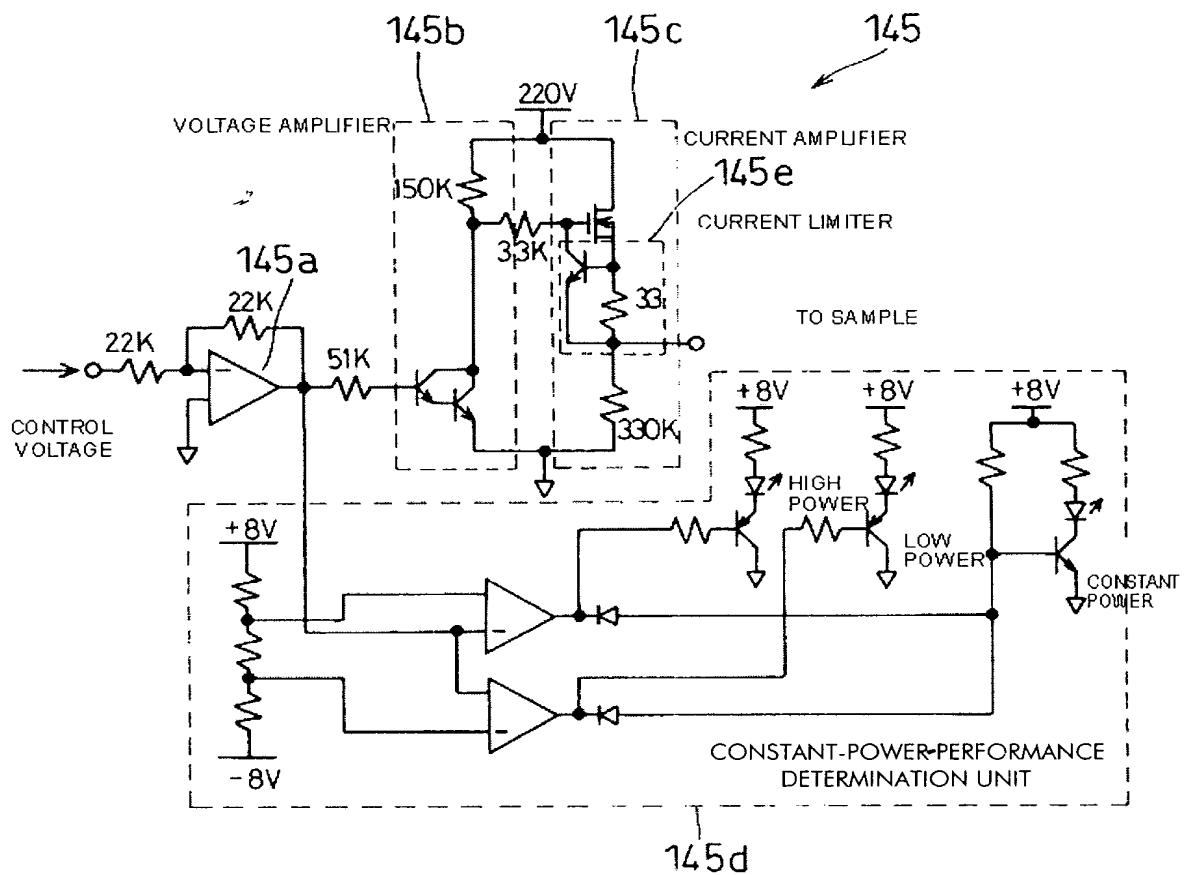 145b
145c
145
220V
VOLTAGE AMPLIFIER
CURRENT AMPLIFIER
145e
150K
CURRENT LIMITER
3.3K
145a
22K
33
TO SAMPLE
22K
51K
−
+8V
+8V
+8V
CONTROL
VOLTAGE
330K
HIGH
POWER
+8V
LOW
POWER
CONSTANT
POWER
−
−
−8V
CONSTANT-POWER-PERFORMANCE
DETERMINATION UNIT
145d